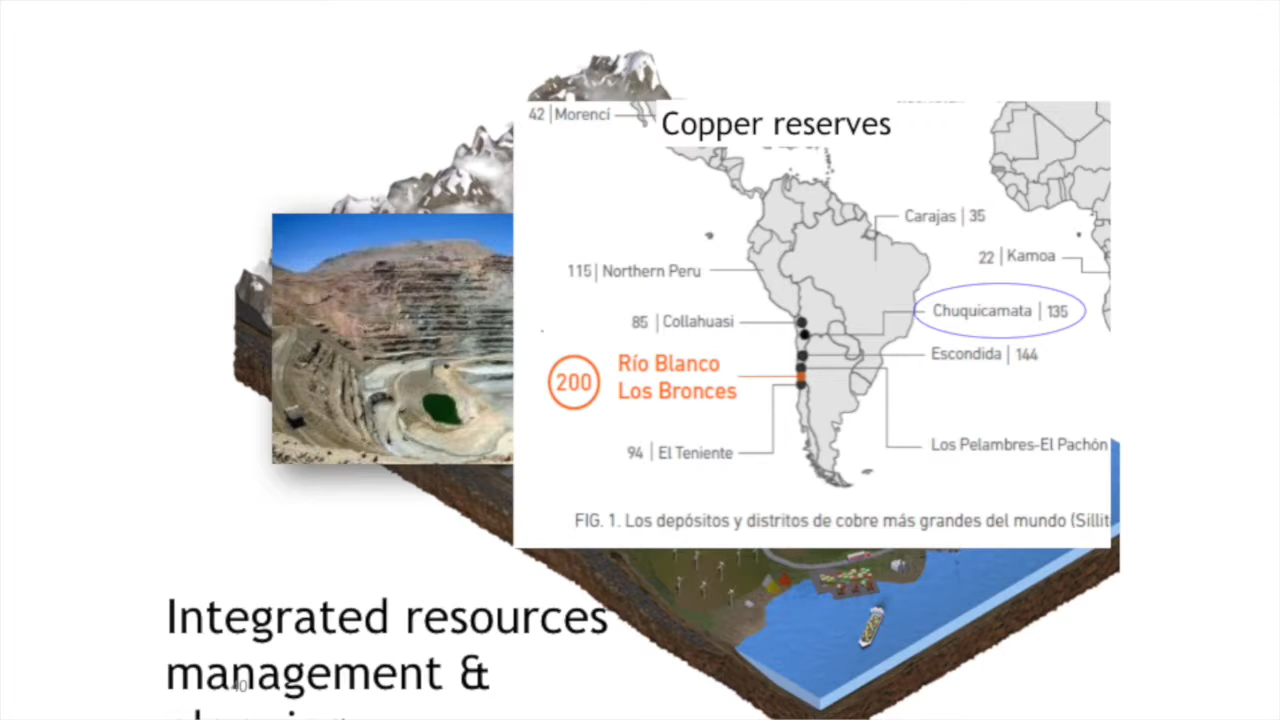 42 | Morencí
Copper reserves
Carajas | 35
22 | Kamoa
115 | Northern Peru
Chuquicamata | 135
85 | Collahuasi
Escondida | 144
200
Río Blanco
Los Bronces
Los Pelambres-El Pachón
94 | El Teniente
FIG. 1. Los depósitos y distritos de cobre más grandes del mundo (Sillit
Integrated resources
management &
40